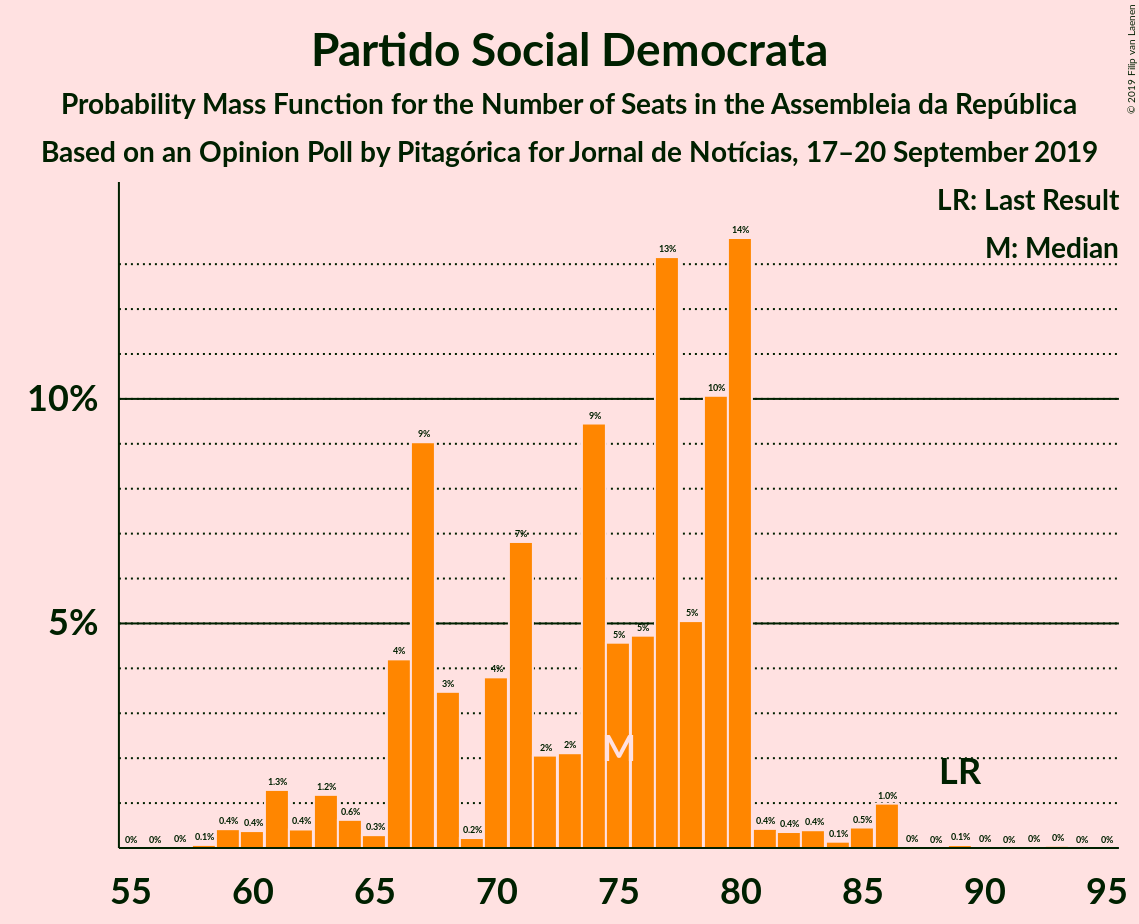 Partido Social Democrata
Probability Mass Function for the Number of Seats in the Assembleia da República
Based on an Opinion Poll by Pitagórica for Jornal de Notícias, 17–20 September 2019
© 2019 Filip van Laenen
LR: Last Result
M: Median
10%
5%
0% 0% 0% 0.1% 0.4% 0.4% 1.3% 0.4% 1.2% 0.6% 0.3% 4% 9% 3% 0.2% 4% 7% 2% 2% 9% 5% 5% 13% 5% 10% 14% 0.4% 0.4% 0.4% 0.1% 0.5% 1.0% 0% 0% 0.1% 0% 0% 0% 0% 0% 0%
M
LR
55 60 65 70 75 80 85 90 95